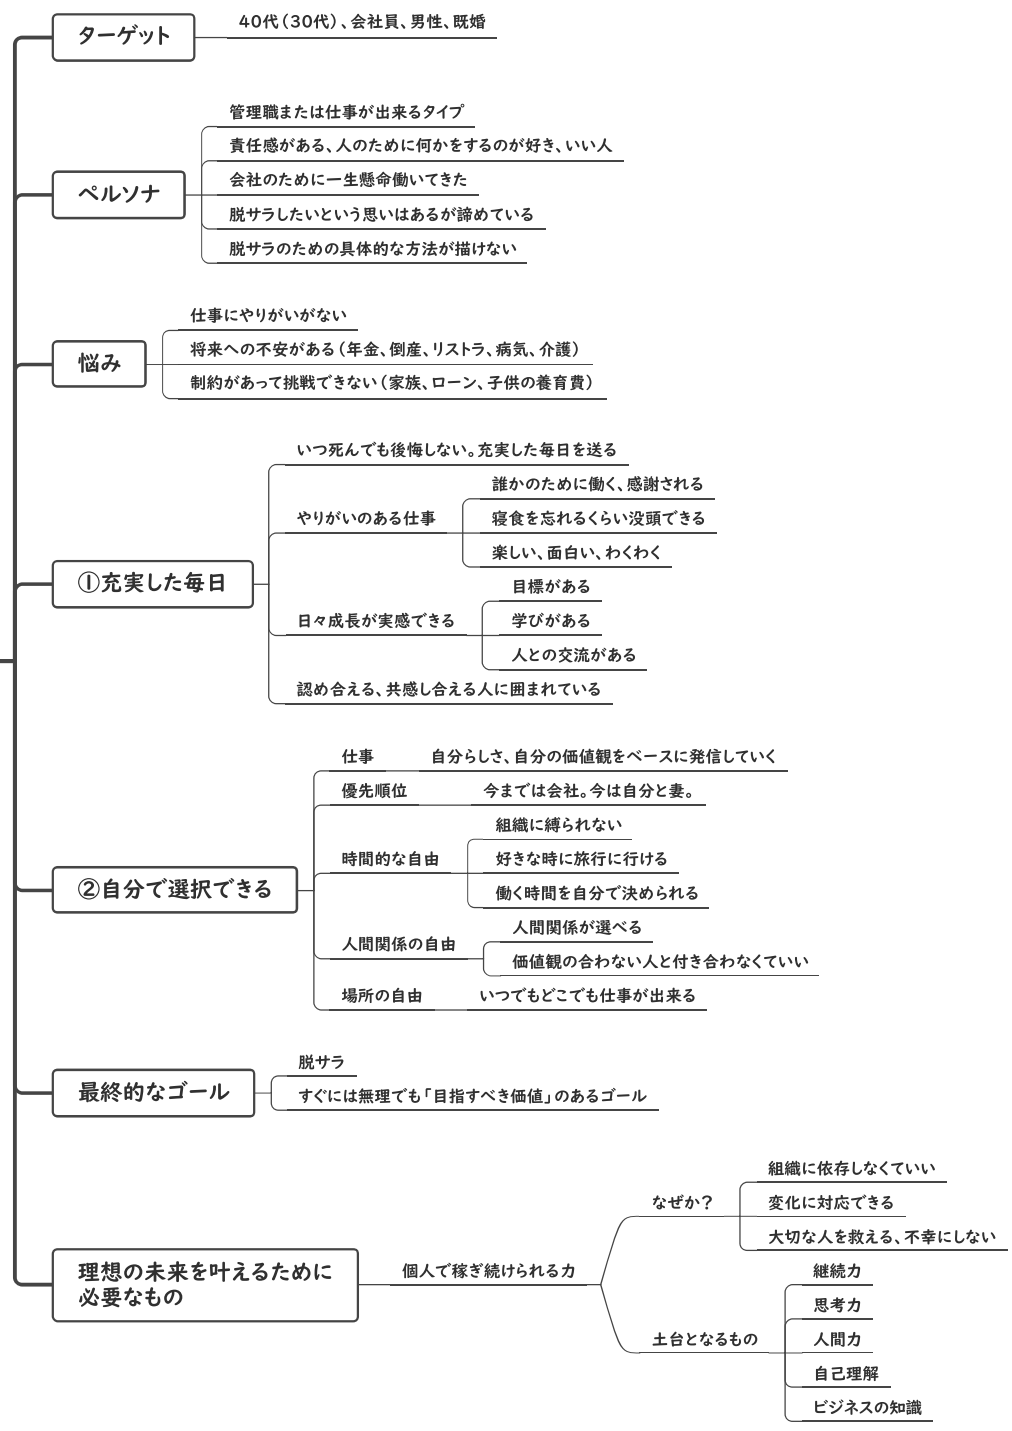 ターゲット
40代（30代）、会社員、男性、既婚
ペルソナ
管理職または仕事が出来るタイプ
責任感がある、人のために何かをするのが好き、いい人
会社のために一生懸命働いてきた
脱サラしたいという思いはあるが諦めている
脱サラのための具体的な方法が描けない
悩み
仕事にやりがいがない
将来への不安がある（年金、倒産、リストラ、病気、介護）
制約があって挑戦できない（家族、ローン、子供の養育費）
①充実した毎日
いつ死んでも後悔しない。充実した毎日を送る
やりがいのある仕事
誰かのために働く、感謝される
寝食を忘れるくらい没頭できる
楽しい、面白い、わくわく
日々成長が実感できる
目標がある
学びがある
人との交流がある
認め合える、共感し合える人に囲まれている
②自分で選択できる
仕事
自分らしさ、自分の価値観をベースに発信していく
優先順位
今までは会社。今は自分と妻。
時間的な自由
組織に縛られない
好きな時に旅行に行ける
働く時間を自分で決められる
人間関係の自由
人間関係が選べる
価値観の合わない人と付き合わなくていい
場所の自由
いつでもどこでも仕事が出来る
最終的なゴール
脱サラ
すぐには無理でも「目指すべき価値」のあるゴール
理想の未来を叶えるために
必要なもの
個人で稼ぎ続けられる力
なぜか？
組織に依存しなくていい
変化に対応できる
大切な人を救える、不幸にしない
土台となるもの
継続力
思考力
人間力
自己理解
ビジネスの知識